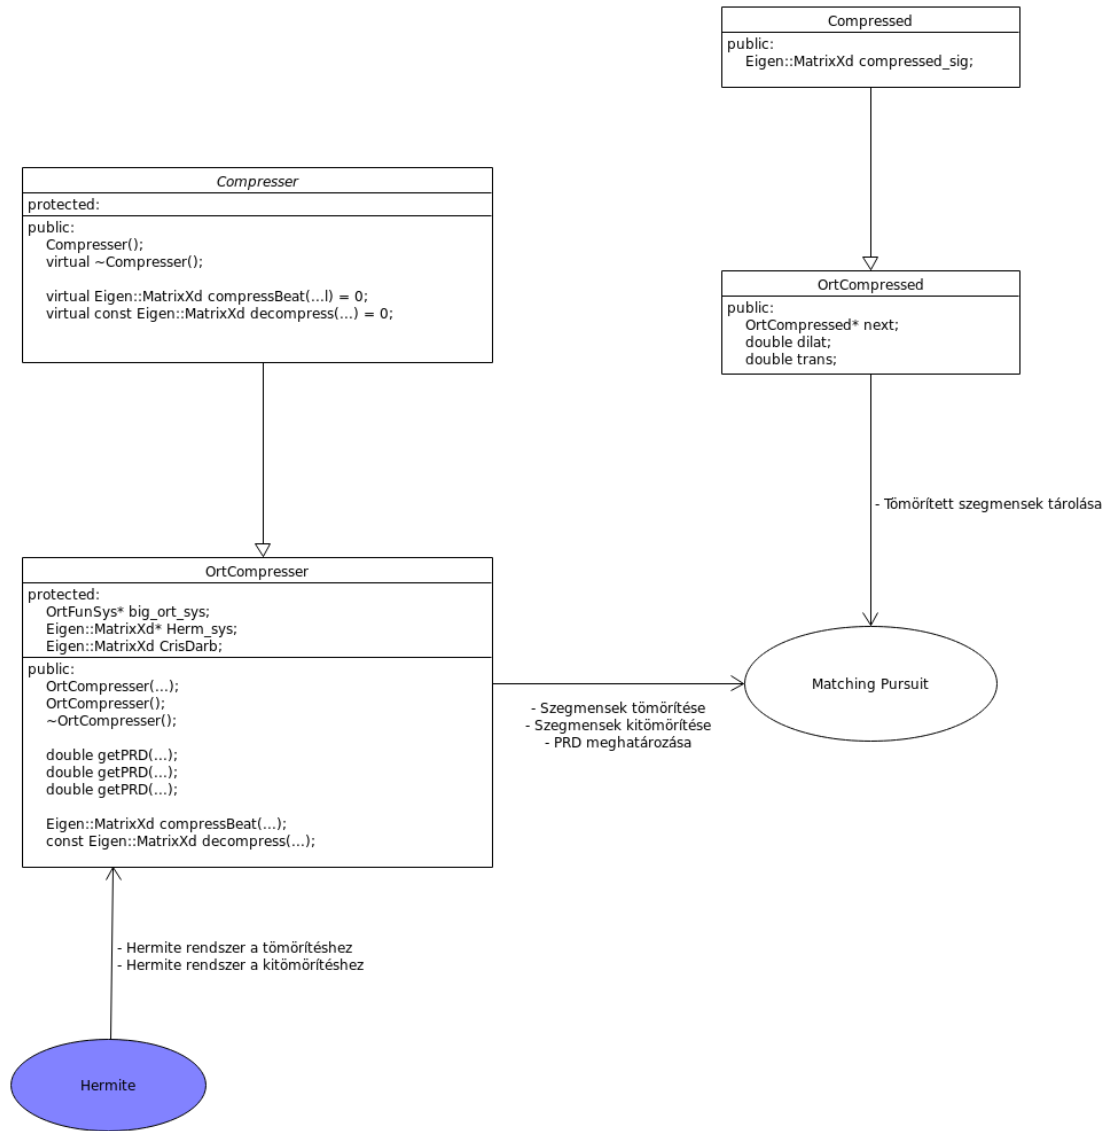 Compressed
public:
Eigen::MatrixXd compressed_sig;
Compresser
protected:
public:
Compresser();
virtual ~Compresser();
virtual Eigen::MatrixXd compressBeat(...l) = 0;
virtual const Eigen::MatrixXd decompress(...) = 0;
OrtCompressed
public:
OrtCompressed* next;
double dilat;
double trans;
- Tömörített szegmensek tárolása
OrtCompresser
protected:
OrtFunSys* big_ort_sys;
Eigen::MatrixXd* Herm_sys;
Eigen::MatrixXd CrisDarb;
public:
OrtCompresser(...);
OrtCompresser();
~OrtCompresser();
double getPRD(...);
double getPRD(...);
double getPRD(...);
Eigen::MatrixXd compressBeat(...);
const Eigen::MatrixXd decompress(...);
- Szegmensek tömörítése
- Szegmensek kitömörítése
- PRD meghatározása
Matching Pursuit
- Hermite rendszer a tömörítéshez
- Hermite rendszer a kitömörítéshez
Hermite